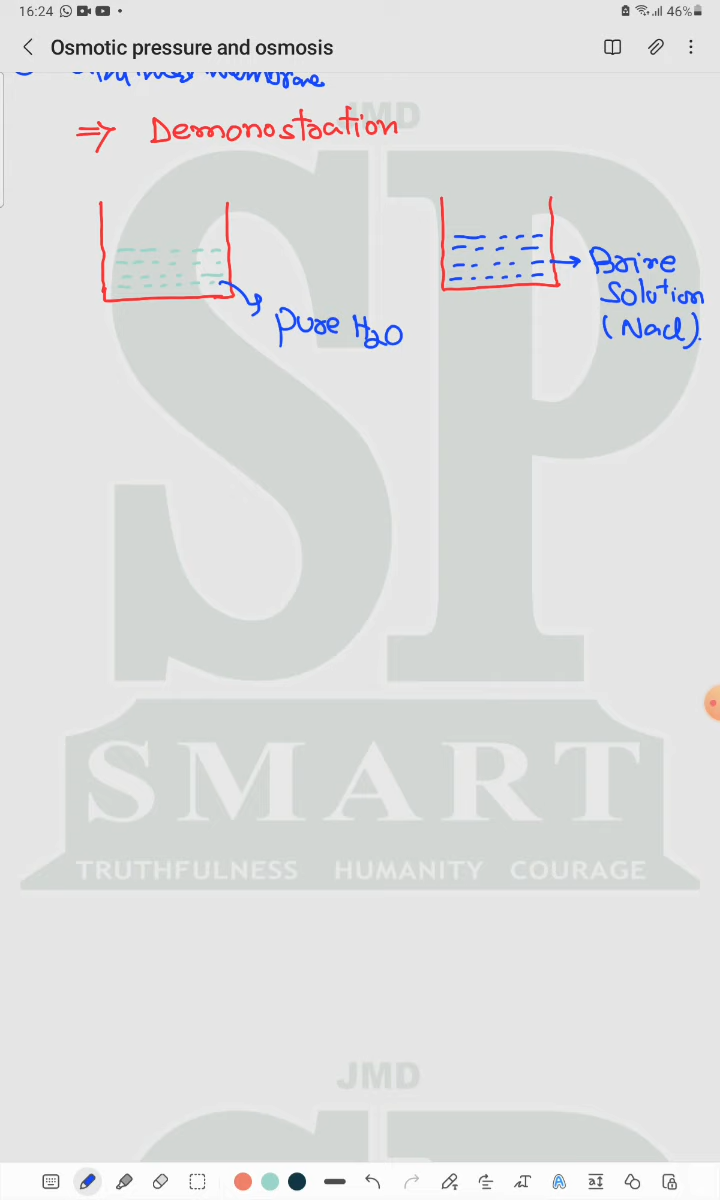 16:24
46%
Osmotic pressure and osmosis
JMD
⇒ Demonostration
Pure H₂O
Brine
Solution
(Nacl).
SP
SMART
TRUTHFULNESS HUMANITY COURAGE
JMD